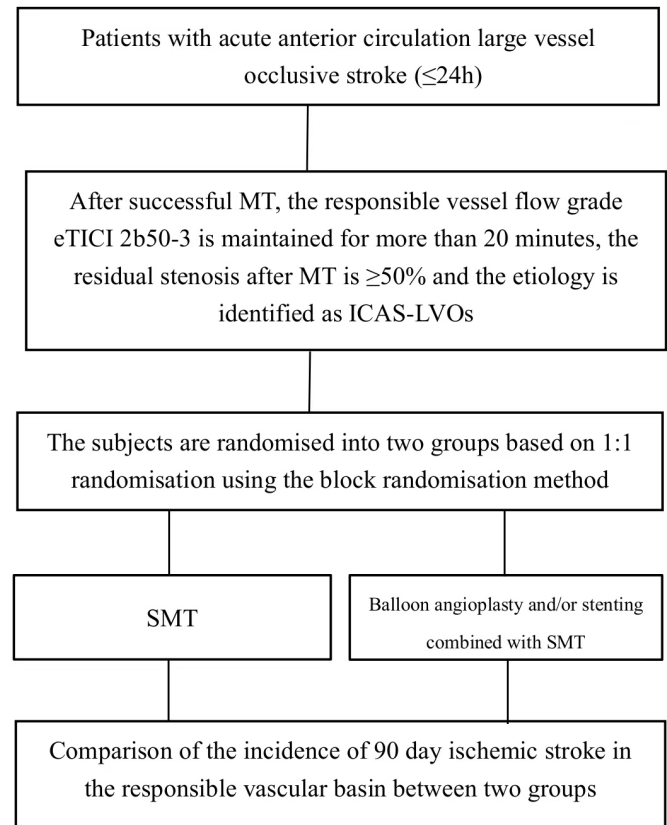 Patients with acute anterior circulation large vessel
occlusive stroke (≤24h)
After successful MT, the responsible vessel flow grade
eTICI 2b50-3 is maintained for more than 20 minutes, the
residual stenosis after MT is ≥50% and the etiology is
identified as ICAS-LVOs
The subjects are randomised into two groups based on 1:1
randomisation using the block randomisation method
SMT
Balloon angioplasty and/or stenting
combined with SMT
Comparison of the incidence of 90 day ischemic stroke in
the responsible vascular basin between two groups